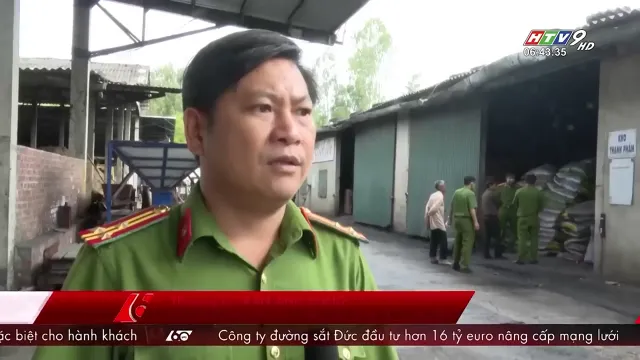 HTV9 HD
06:43:35
KHO
THÀNH PHẨM
ặc biệt cho hành khách
Công ty đường sắt Đức đầu tư hơn 16 tỷ euro nâng cấp mạng lưới